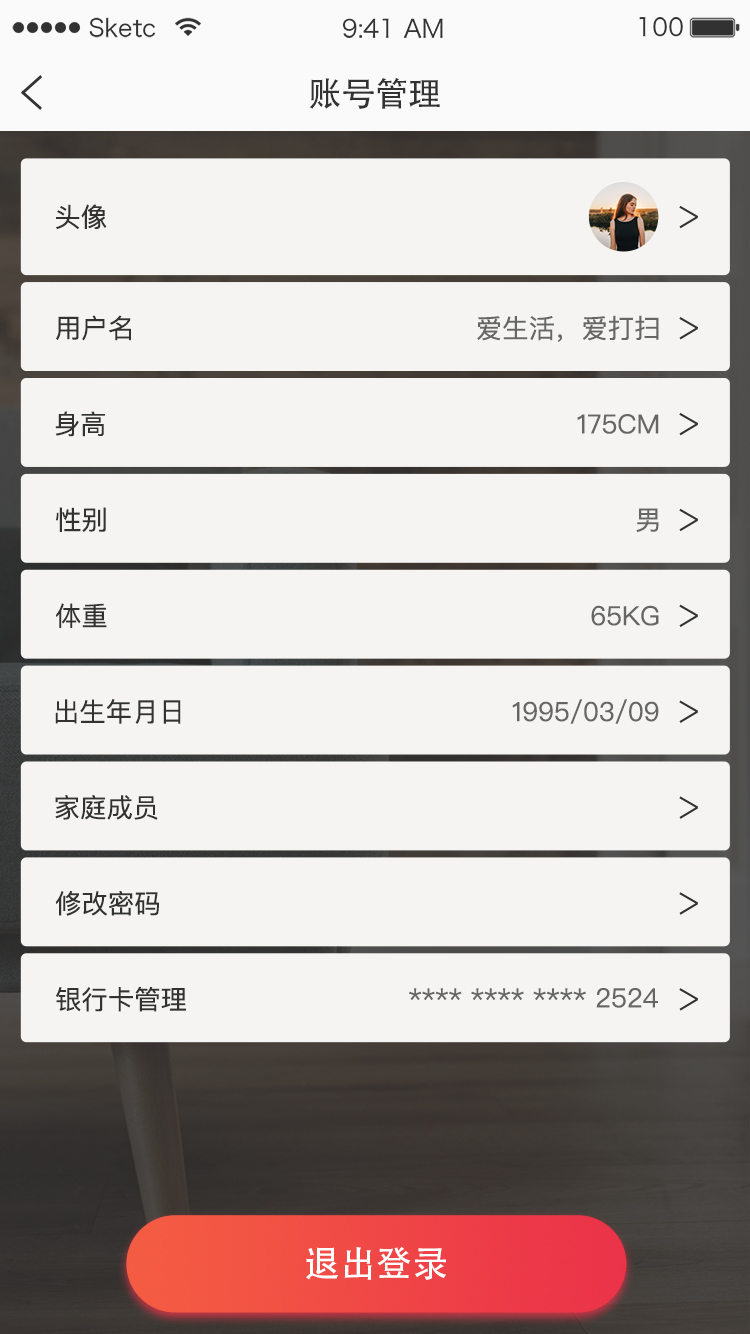 Sketc 9:41 AM 100
账号管理
头像
用户名 爱生活，爱打扫
身高 175CM
性别 男
体重 65KG
出生年月日 1995/03/09
家庭成员
修改密码
银行卡管理 **** **** **** 2524
退出登录